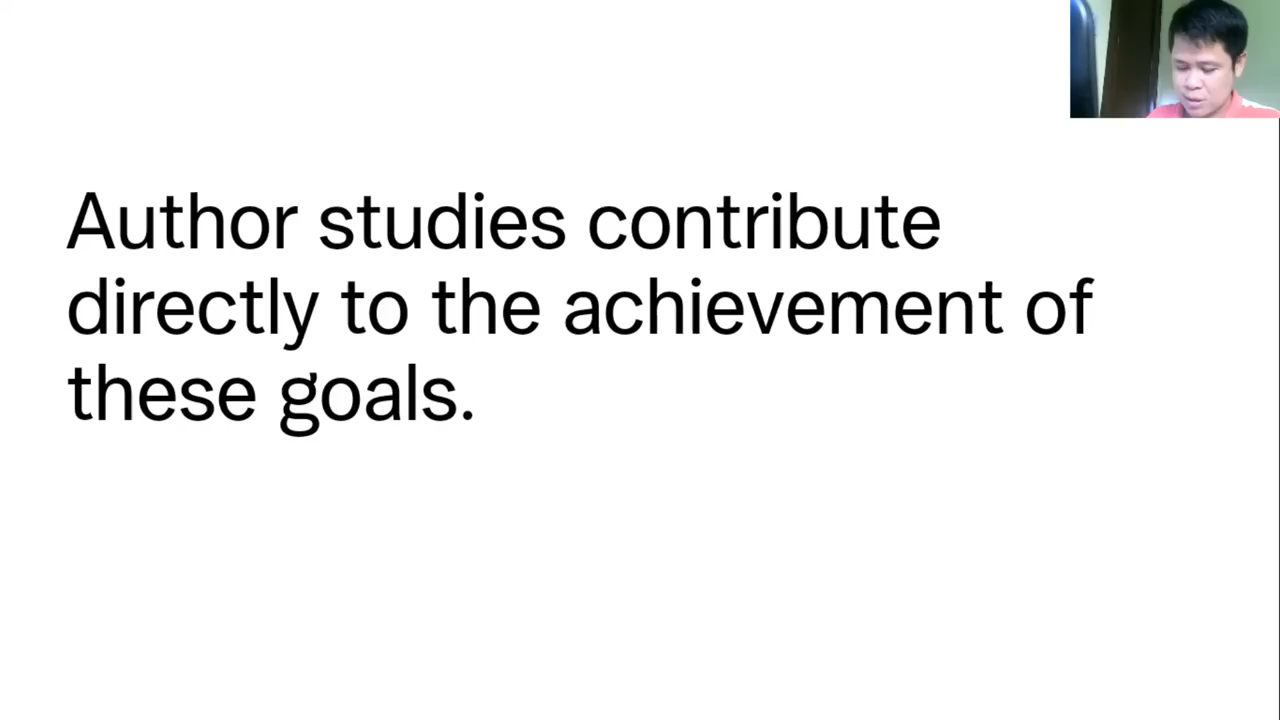 Author studies contribute
directly to the achievement of
these goals.